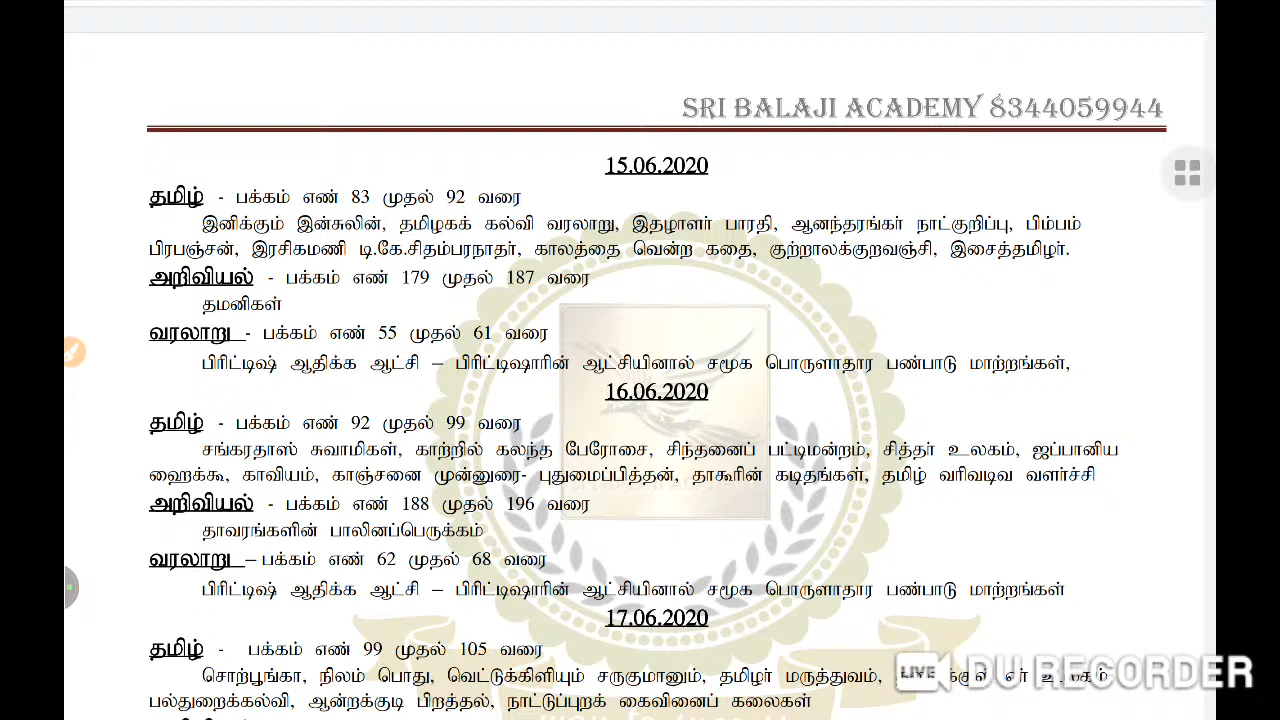 SRI BALAJI ACADEMY 8344059944
15.06.2020
தமிழ் - பக்கம் எண் 83 முதல் 92 வரை
இனிக்கும் இன்சுலின், தமிழகக் கல்வி வரலாறு, இதழாளர் பாரதி, ஆனந்தரங்கர் நாட்குறிப்பு, பிம்பம்
பிரபஞ்சன், இரசிகமணி டி.கே.சிதம்பரநாதர், காலத்தை வென்ற கதை, குற்றாலக்குறவஞ்சி, இசைத்தமிழர்.
அறிவியல் - பக்கம் எண் 179 முதல் 187 வரை
தமனிகள்
வரலாறு - பக்கம் எண் 55 முதல் 61 வரை
பிரிட்டிஷ் ஆதிக்க ஆட்சி – பிரிட்டிஷாரின் ஆட்சியினால் சமூக பொருளாதார பண்பாடு மாற்றங்கள்,
16.06.2020
தமிழ் - பக்கம் எண் 92 முதல் 99 வரை
சங்கரதாஸ் சுவாமிகள், காற்றில் கலந்த பேரோசை, சிந்தனைப் பட்டிமன்றம், சித்தர் உலகம், ஜப்பானிய
ஹைக்கூ, காவியம், காஞ்சனை முன்னுரை- புதுமைப்பித்தன், தாகூரின் கடிதங்கள், தமிழ் வரிவடிவ வளர்ச்சி
அறிவியல் - பக்கம் எண் 188 முதல் 196 வரை
தாவரங்களின் பாலினப்பெருக்கம்
வரலாறு – பக்கம் எண் 62 முதல் 68 வரை
பிரிட்டிஷ் ஆதிக்க ஆட்சி – பிரிட்டிஷாரின் ஆட்சியினால் சமூக பொருளாதார பண்பாடு மாற்றங்கள்
17.06.2020
தமிழ் - பக்கம் எண் 99 முதல் 105 வரை
சொற்பூங்கா, நிலம் பொது, வெட்டுக்கிளியும் சருகுமானும், தமிழர் மருத்துவம்,
பல்துறைக்கல்வி, ஆன்றக்குடி பிறத்தல், நாட்டுப்புறக் கைவினைப் கலைகள்
LIVE DU RECORDER